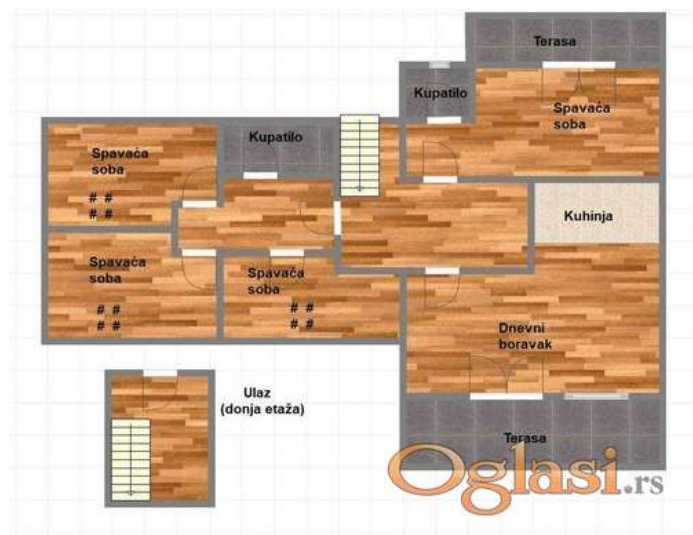 Terasa
Kupatilo
Spavaća
soba
Kupatilo
Spavaća
soba
# #
# #
Kuhinja
Spavaća
soba
# #
# #
Spavaća
soba
# #
# #
Dnevni
boravak
Ulaz
(donja etaža)
Terasa
Oglasi.rs